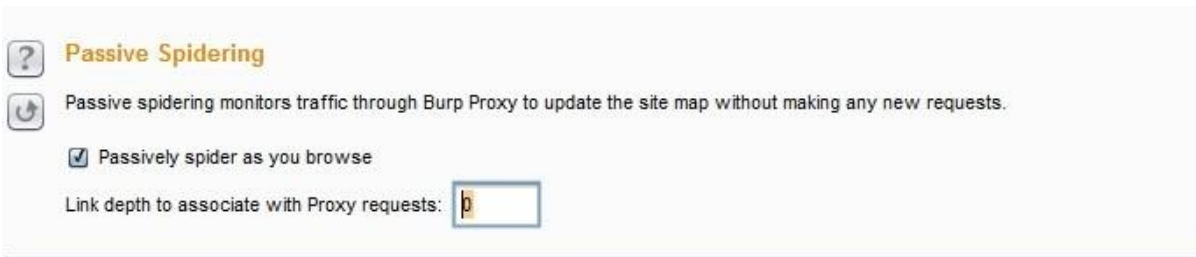 ?
Passive Spidering
Passive spidering monitors traffic through Burp Proxy to update the site map without making any new requests.
Passively spider as you browse
Link depth to associate with Proxy requests: 0